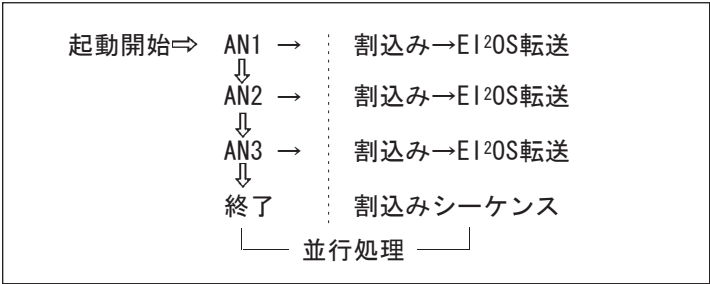 起動開始⇨ AN1 → 割込み→EI²OS転送
⇩
AN2 → 割込み→EI²OS転送
⇩
AN3 → 割込み→EI²OS転送
⇩
終了 割込みシーケンス
並行処理